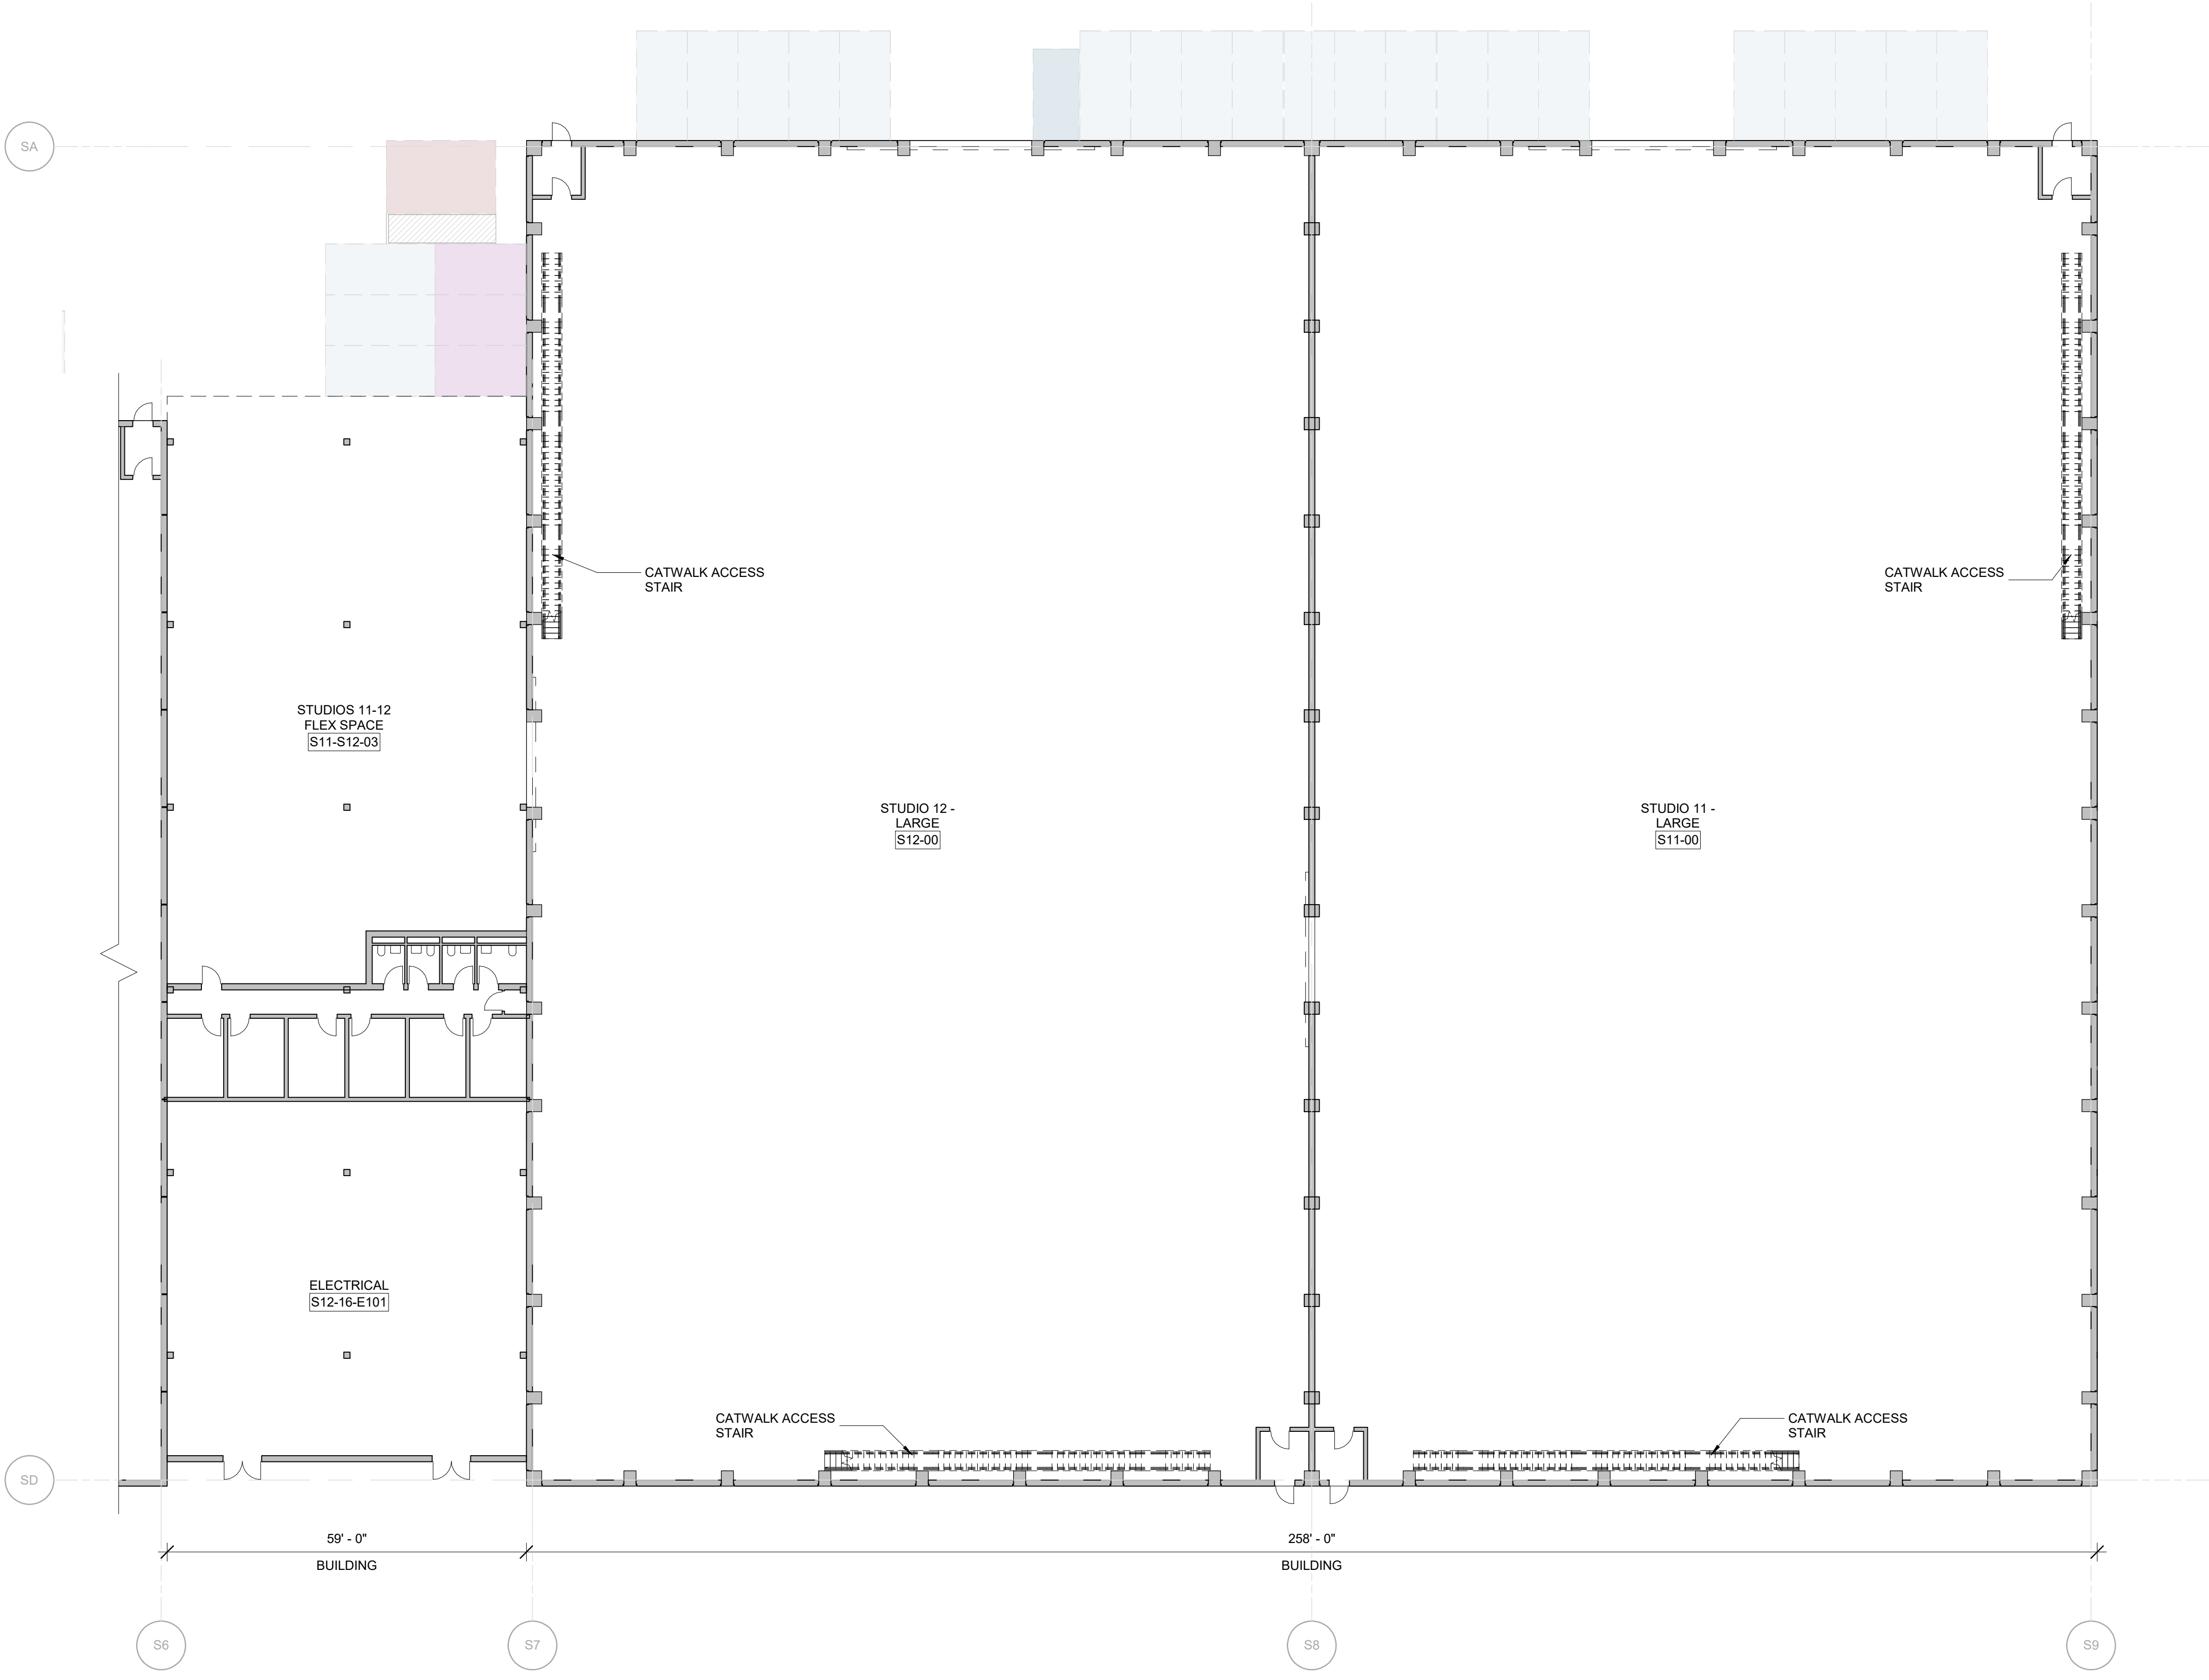 SA
CATWALK ACCESS
STAIR
CATWALK ACCESS
STAIR
STUDIOS 11-12
FLEX SPACE
S11-S12-03
STUDIO 12 -
LARGE
S12-00
STUDIO 11 -
LARGE
S11-00
ELECTRICAL
S12-16-E101
CATWALK ACCESS
STAIR
CATWALK ACCESS
STAIR
SD
59' - 0"
BUILDING
258' - 0"
BUILDING
S6
S7
S8
S9